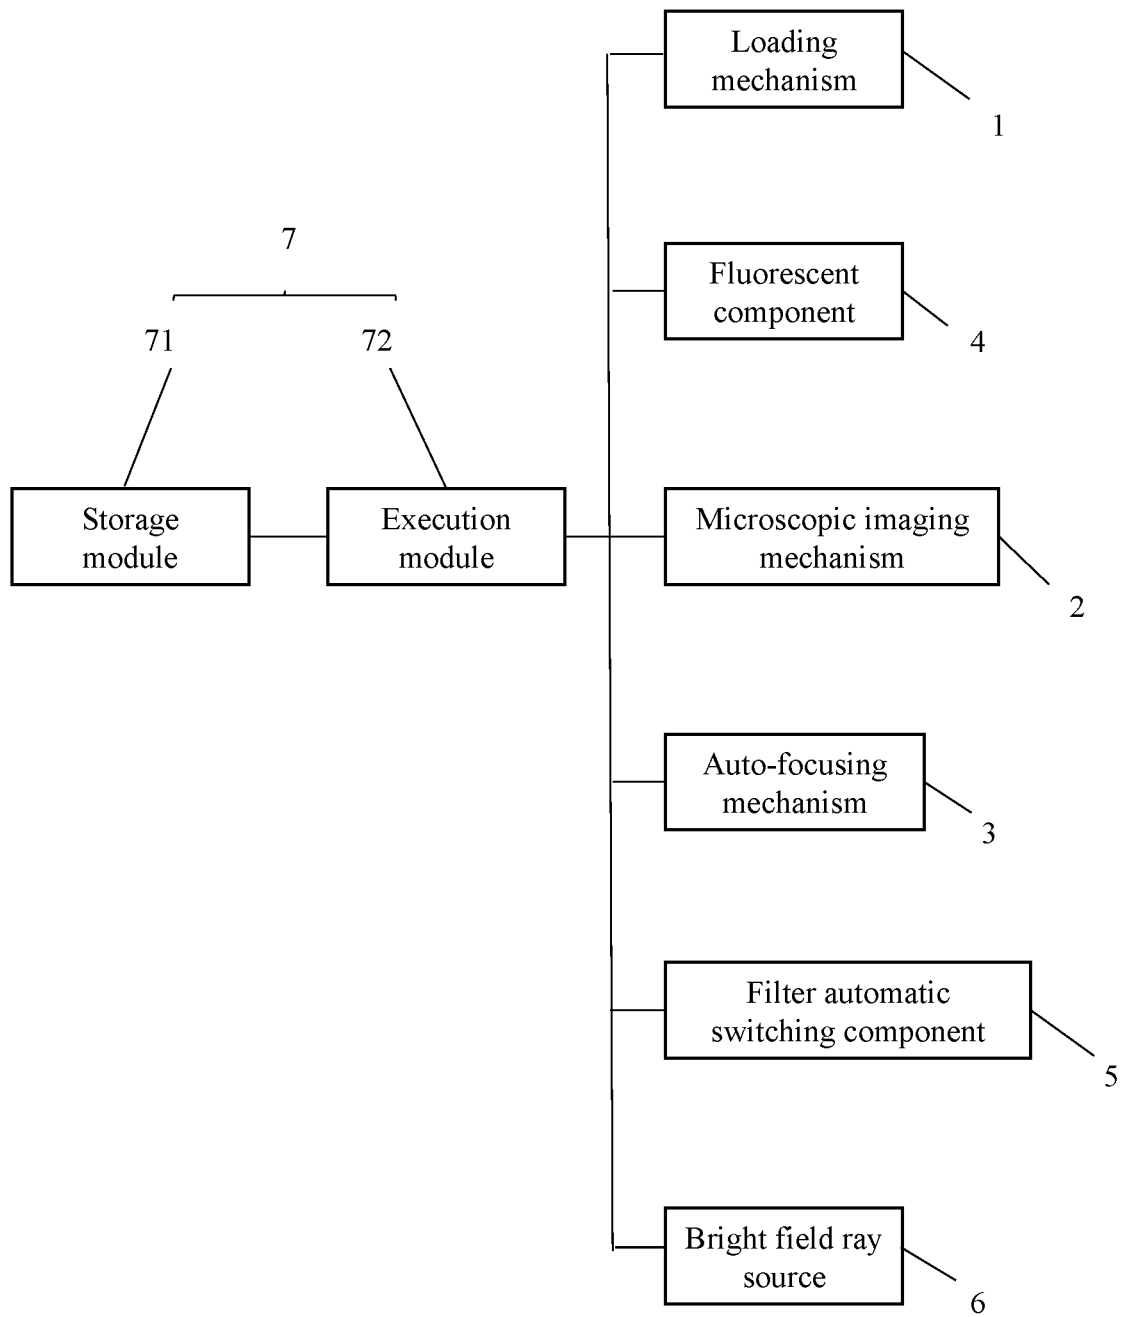 Loading
mechanism
1
7
Fluorescent
component
4
71
72
Storage
module
Execution
module
Microscopic imaging
mechanism
2
Auto-focusing
mechanism
3
Filter automatic
switching component
5
Bright field ray
source
6